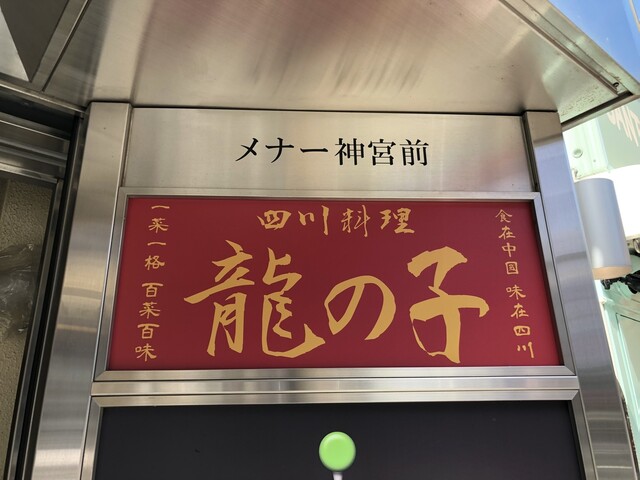 メナー神宮前
四川料理
龍の子
食在中国 味在四川
一菜一格 百菜百味